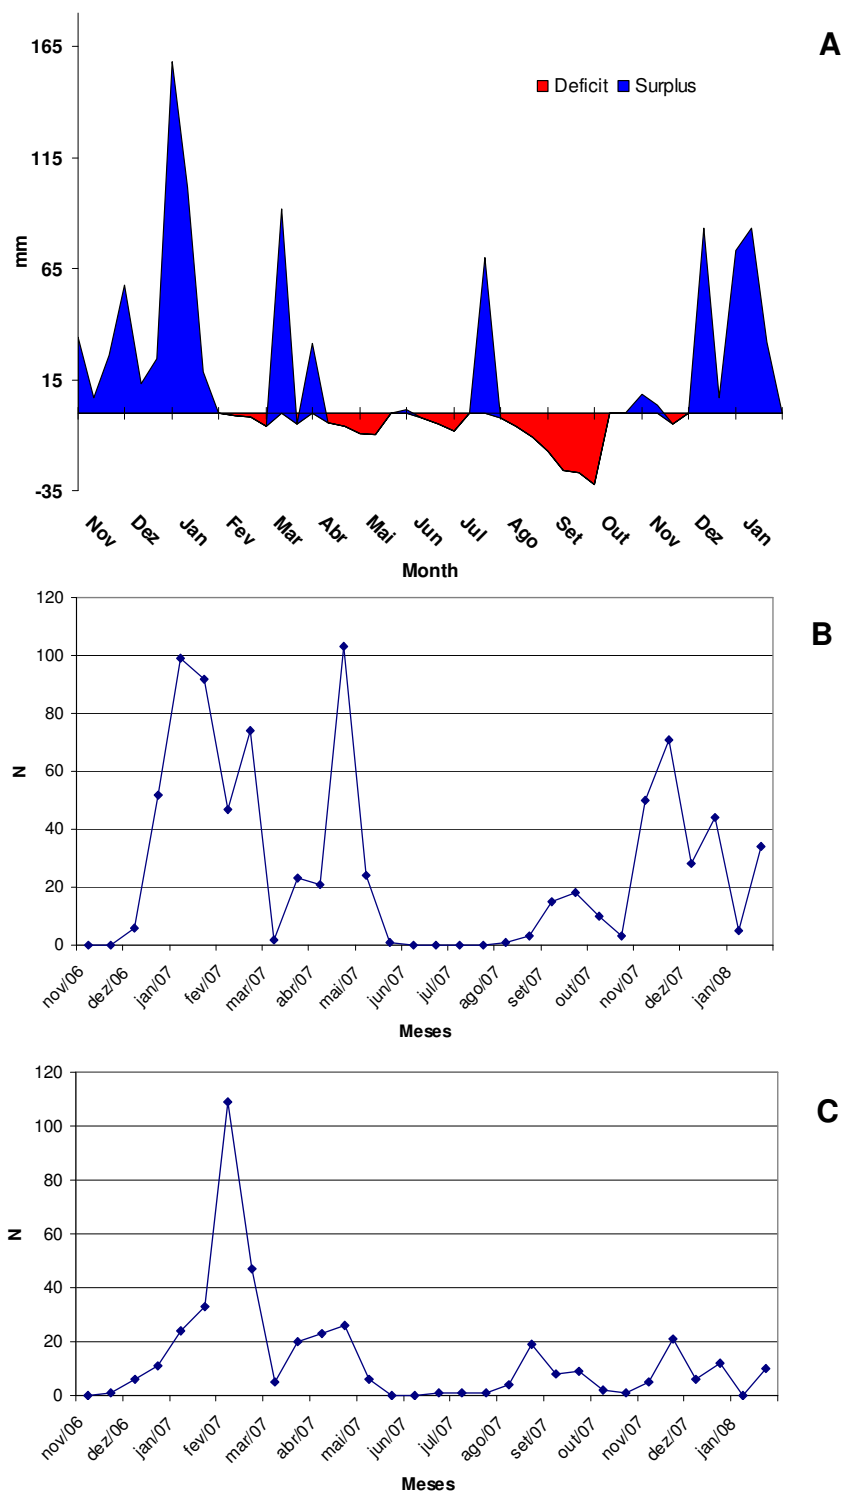 A
165
Deficit Surplus
115
mm
65
15
-35
Nov Dez Jan Fev Mar Abr Mai Jun Jul Ago Set Out Nov Dez Jan
Month
B
120
100
80
N
60
40
20
0
nov/06 dez/06 jan/07 fev/07 mar/07 abr/07 mai/07 jun/07 jul/07 ago/07 set/07 out/07 nov/07 dez/07 jan/08
Meses
C
120
100
80
N
60
40
20
0
nov/06 dez/06 jan/07 fev/07 mar/07 abr/07 mai/07 jun/07 jul/07 ago/07 set/07 out/07 nov/07 dez/07 jan/08
Meses